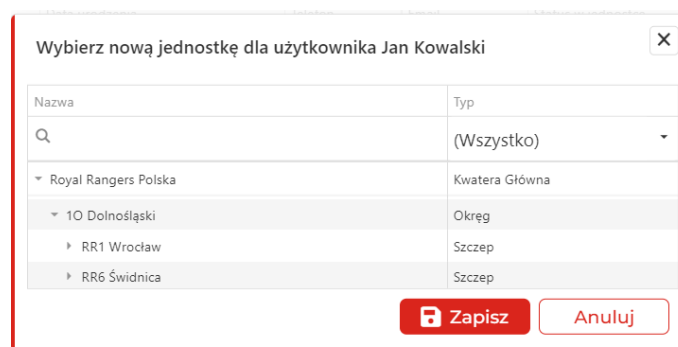 Wybierz nową jednostkę dla użytkownika Jan Kowalski
Nazwa Typ
(Wszystko)
Royal Rangers Polska Kwatera Główna
1O Dolnośląski Okręg
RR1 Wrocław Szczep
RR6 Świdnica Szczep
Zapisz Anuluj